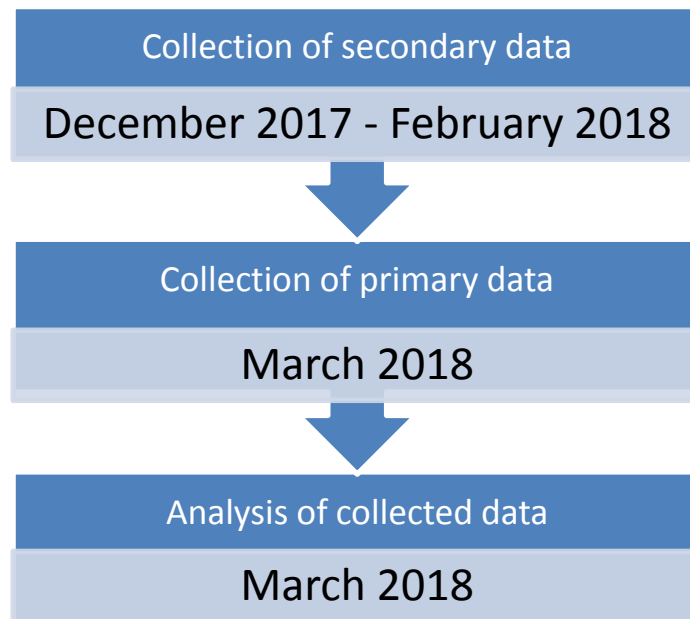 Collection of secondary data
December 2017 - February 2018
Collection of primary data
March 2018
Analysis of collected data
March 2018